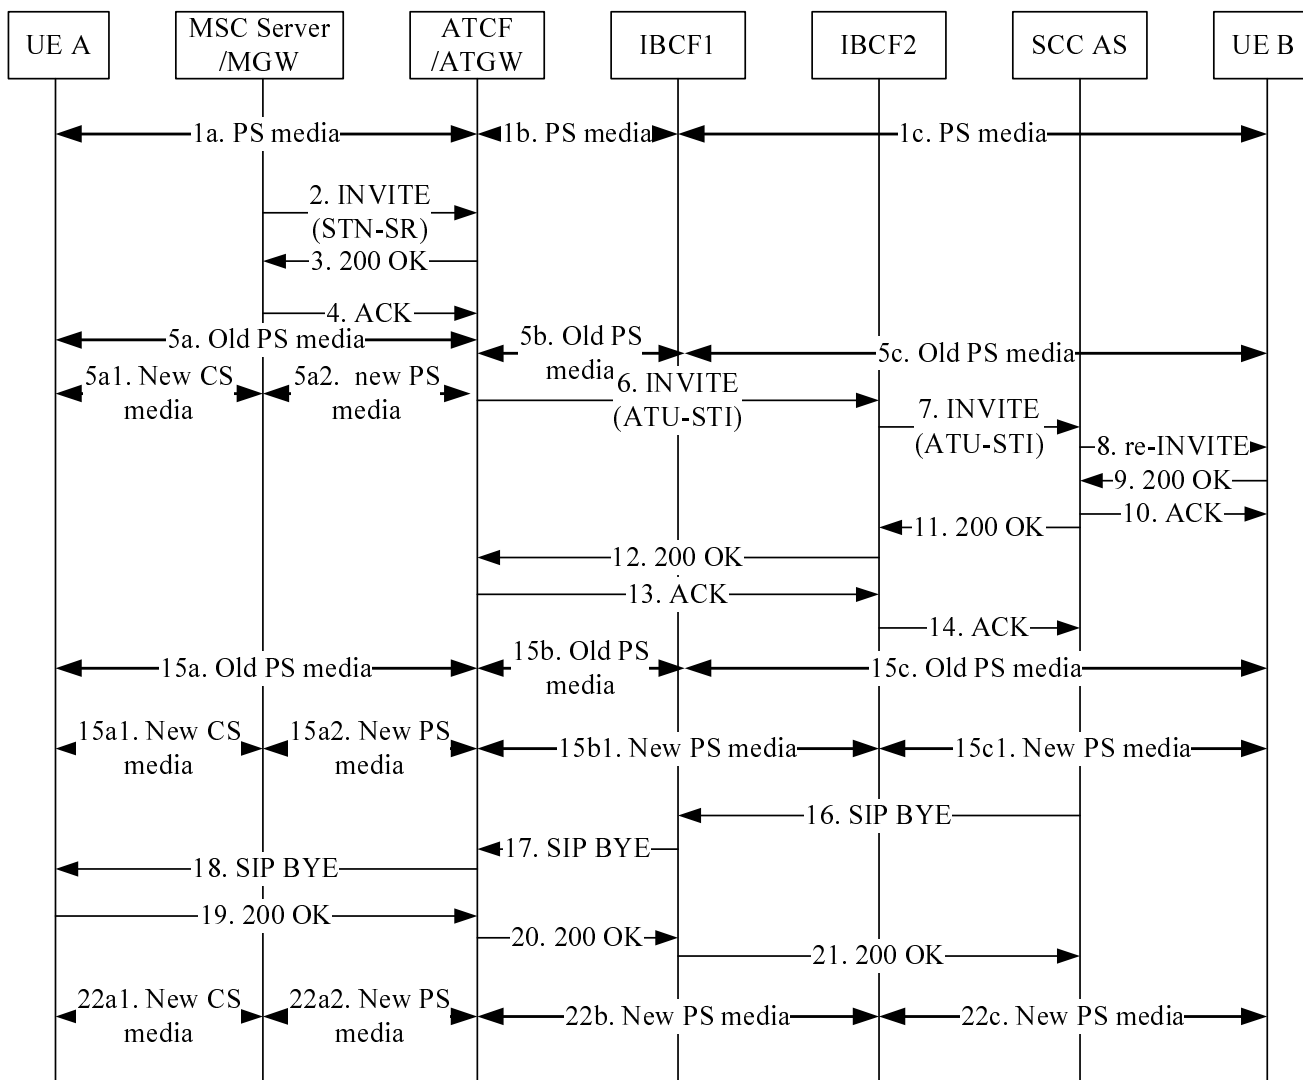 UE A
MSC Server
/MGW
ATCF
/ATGW
IBCF1
IBCF2
SCC AS
UE B
1a. PS media
1b. PS media
1c. PS media
2. INVITE
(STN-SR)
3. 200 OK
4. ACK
5a. Old PS media
5b. Old PS
media
5c. Old PS media
5a1. New CS
media
5a2.  new PS
media
6. INVITE
(ATU-STI)
7. INVITE
(ATU-STI)
8. re-INVITE
9. 200 OK
10. ACK
11. 200 OK
12. 200 OK
13. ACK
14. ACK
15a. Old PS media
15b. Old PS
media
15c. Old PS media
15a1. New CS
media
15a2. New PS
media
15b1. New PS media
15c1. New PS media
16. SIP BYE
17. SIP BYE
18. SIP BYE
19. 200 OK
20. 200 OK
21. 200 OK
22a1. New CS
media
22a2. New PS
media
22b. New PS media
22c. New PS media